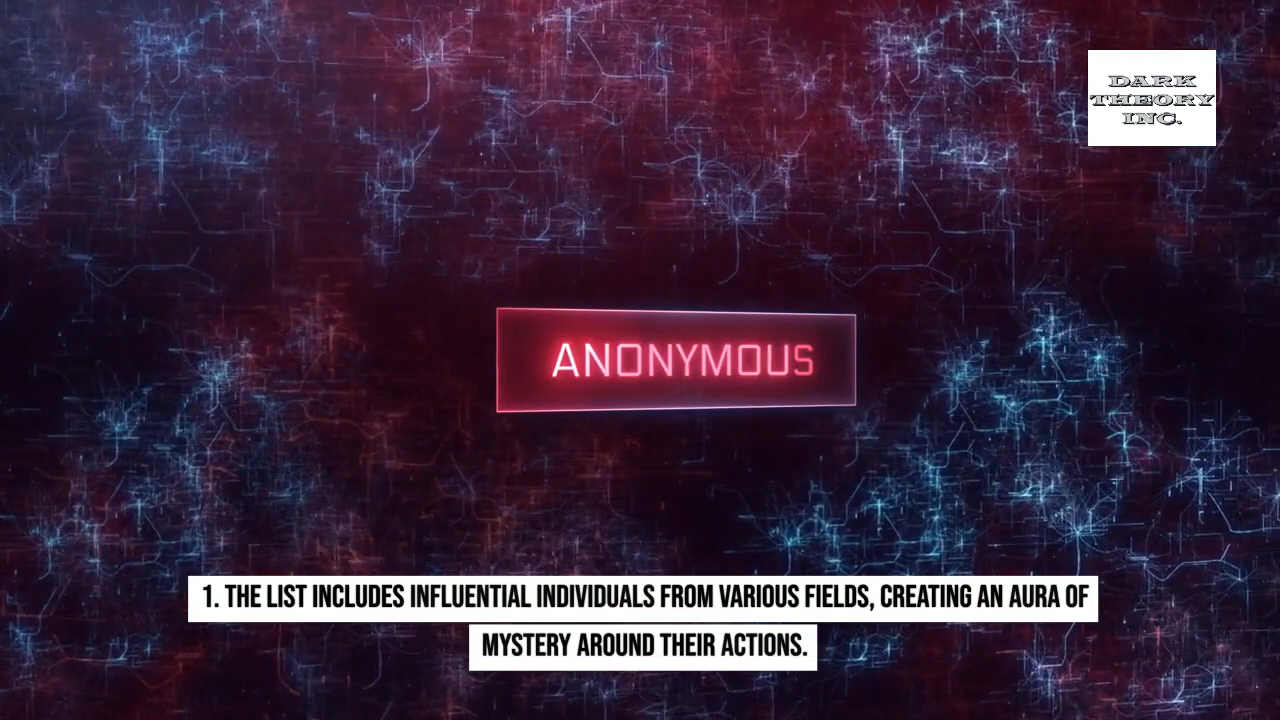 DARK
THEORY
INC.
ANONYMOUS
1. THE LIST INCLUDES INFLUENTIAL INDIVIDUALS FROM VARIOUS FIELDS, CREATING AN AURA OF
MYSTERY AROUND THEIR ACTIONS.